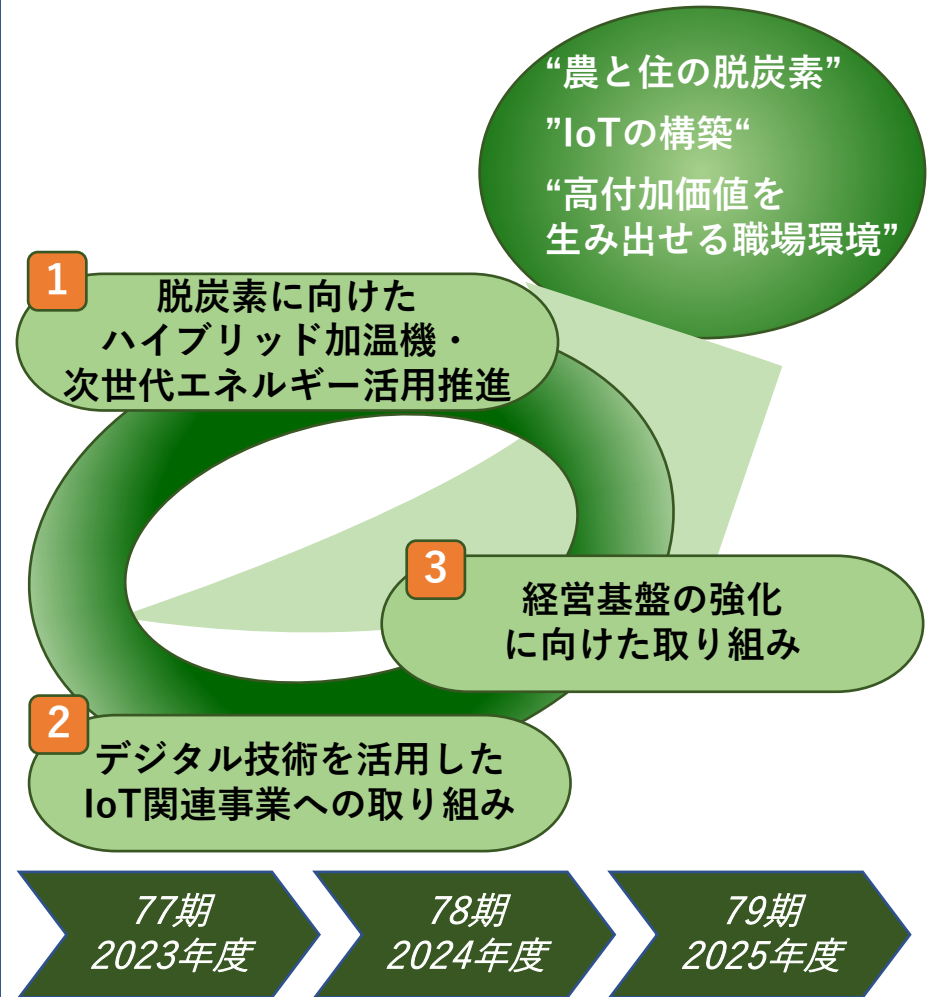 “農と住の脱炭素”
”IoTの構築“
“高付加価値を
生み出せる職場環境”
1
脱炭素に向けた
ハイブリッド加温機・
次世代エネルギー活用推進
3
経営基盤の強化
に向けた取り組み
2
デジタル技術を活用した
IoT関連事業への取り組み
77期
2023年度
78期
2024年度
79期
2025年度